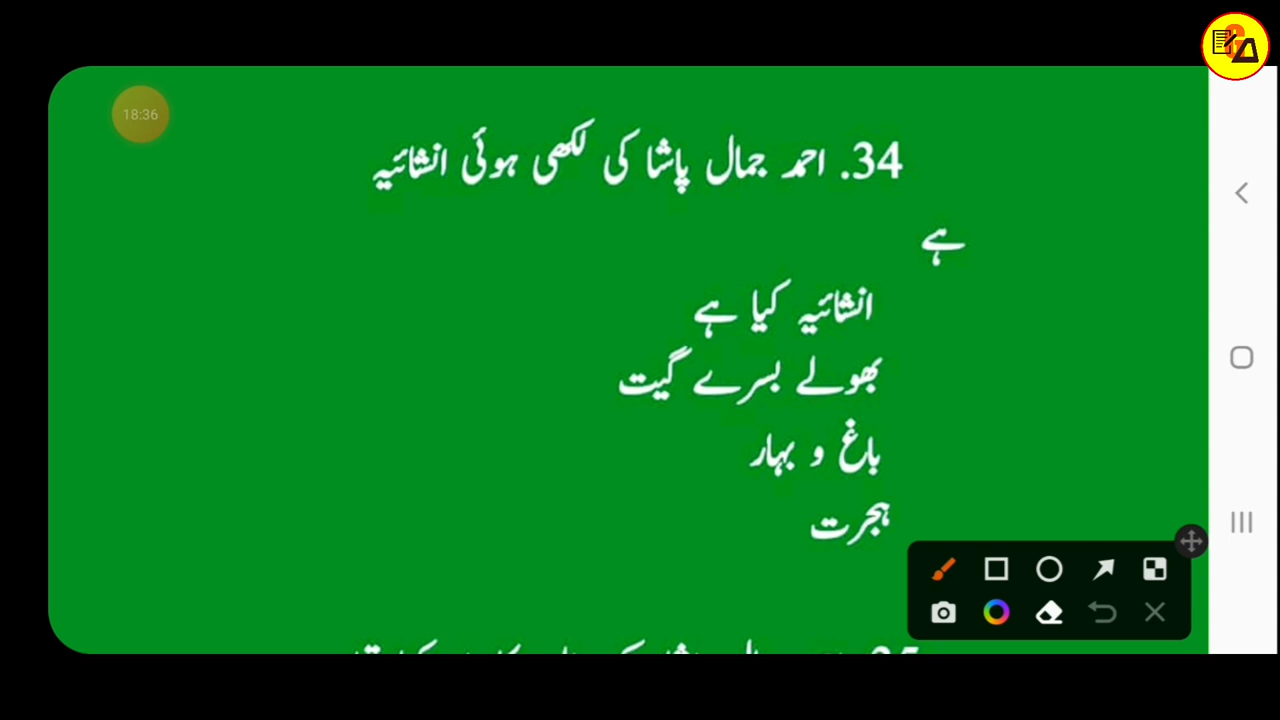 18:36
34. احمد جمال پاشا کی لکھی ہوئی انشائیہ
ہے
انشائیہ کیا ہے
بھولے بسرے گیت
باغ و بہار
ہجرت